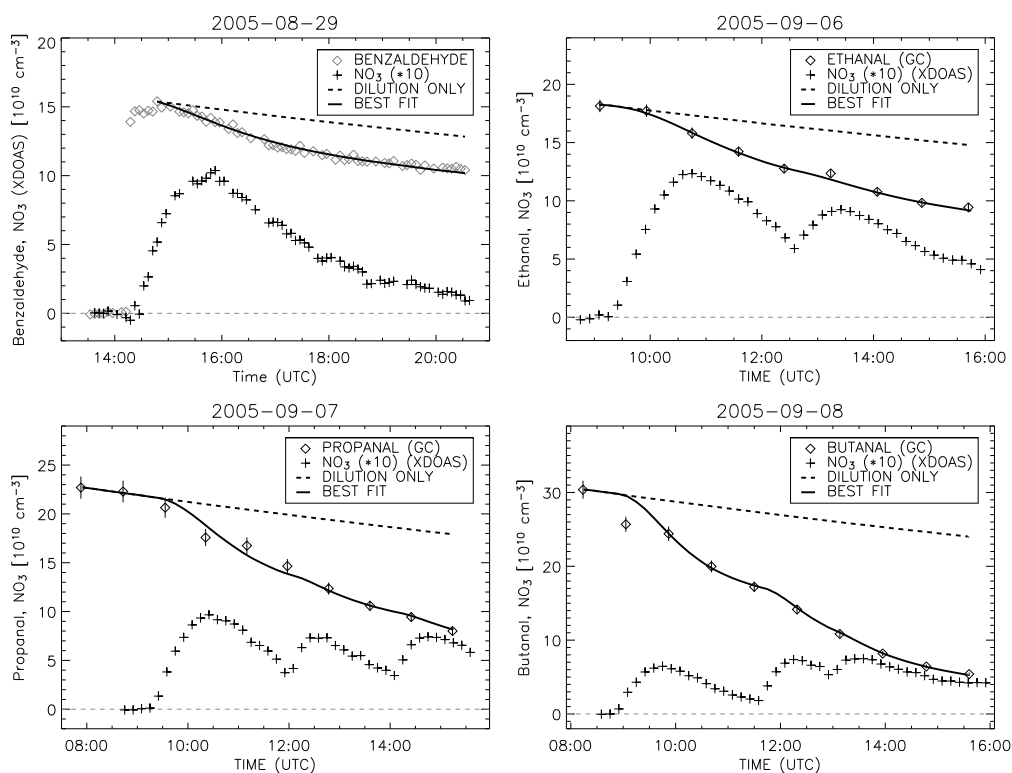 2005-08-29
Benzaldehyde, NO3 (XDOAS) [10^10 cm^-3]
20
15
10
5
0
BENZALDEHYDE
NO3 (*10)
DILUTION ONLY
BEST FIT
14:00 16:00 18:00 20:00
Time (UTC)
2005-09-06
Ethanal, NO3 [10^10 cm^-3]
20
15
10
5
0
ETHANAL (GC)
NO3 (*10) (XDOAS)
DILUTION ONLY
BEST FIT
10:00 12:00 14:00 16:00
TIME (UTC)
2005-09-07
Propanal, NO3 [10^10 cm^-3]
25
20
15
10
5
0
PROPANAL (GC)
NO3 (*10) (XDOAS)
DILUTION ONLY
BEST FIT
08:00 10:00 12:00 14:00
TIME (UTC)
2005-09-08
Butanal, NO3 [10^10 cm^-3]
30
20
10
0
BUTANAL (GC)
NO3 (*10) (XDOAS)
DILUTION ONLY
BEST FIT
08:00 10:00 12:00 14:00 16:00
TIME (UTC)